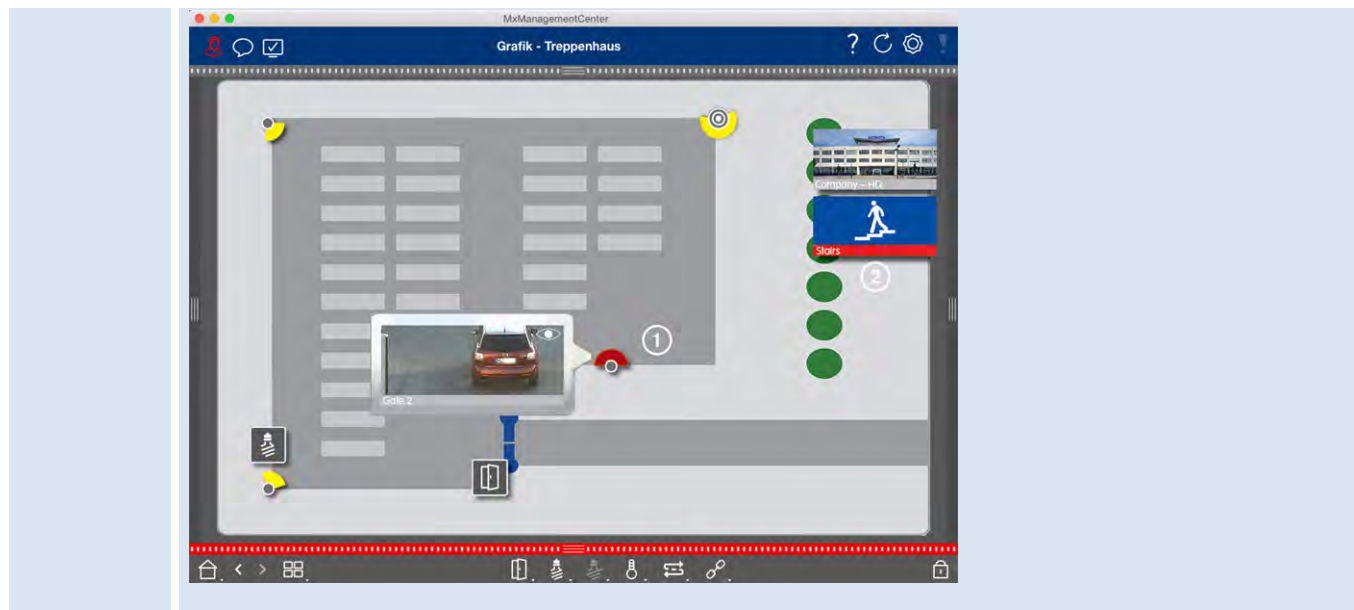 MxManagementCenter
Grafik - Treppenhaus
?
Company – HQ
Stairs
2
1
Gate 2